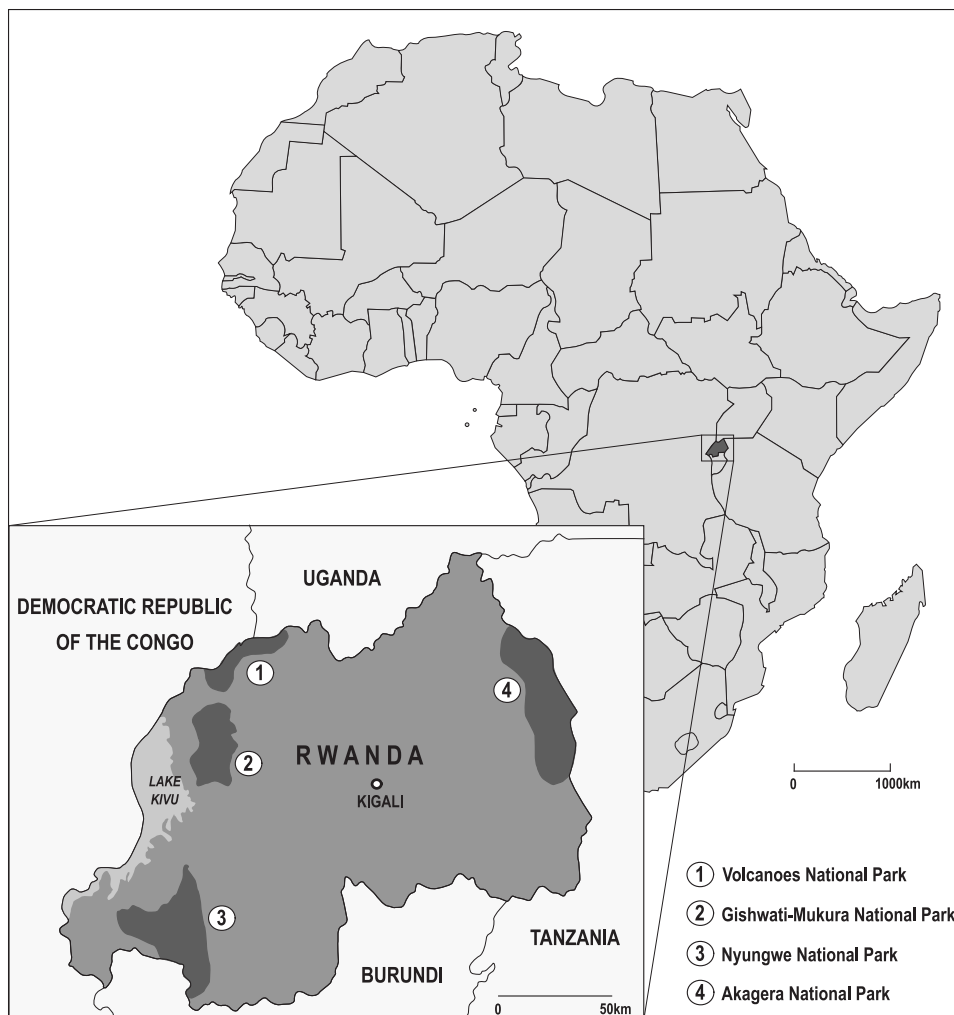 UGANDA
DEMOCRATIC REPUBLIC
OF THE CONGO
1
4
2
RWANDA
LAKE
KIVU
KIGALI
0 1000km
3
TANZANIA
BURUNDI
0 50km
1 Volcanoes National Park
2 Gishwati-Mukura National Park
3 Nyungwe National Park
4 Akagera National Park